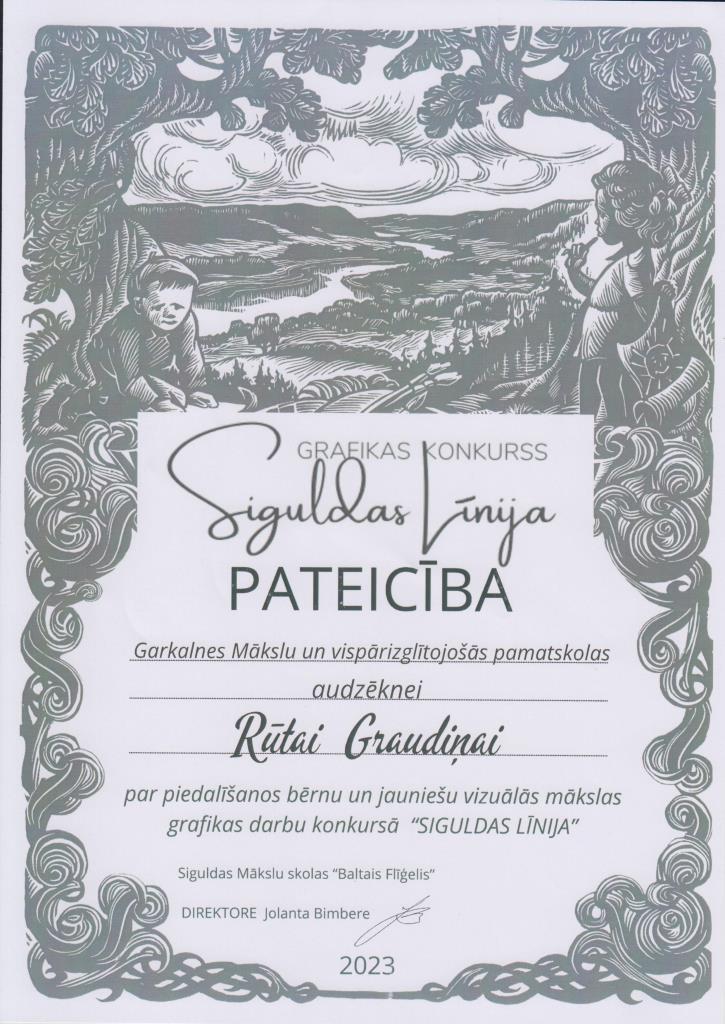 GRAFIKAS KONKURSS
Siguldas Līnija
PATEICĪBA
Garkalnes Mākslu un vispārizglītojošās pamatskolas
audzēknei
Rūtai Graudiņai
par piedalīšanos bērnu un jauniešu vizuālās mākslas
grafikas darbu konkursā “SIGULDAS LĪNIJA”
Siguldas Mākslu skolas “Baltais Flīģelis”
DIREKTORE Jolanta Bimbere
2023